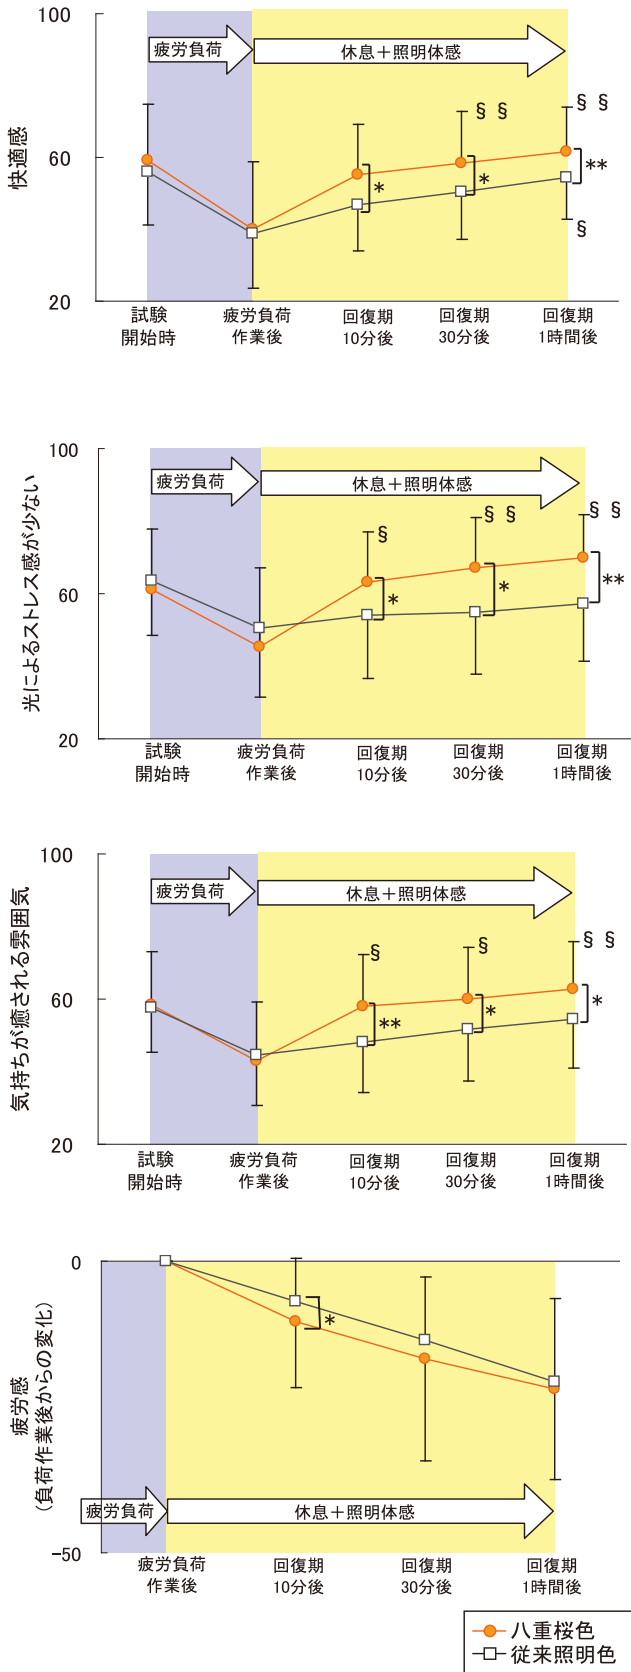 100
疲労負荷
休息＋照明体感
§ §
§ §
快適感
60
*
*
**
§
20
試験
開始時
疲労負荷
作業後
回復期
10分後
回復期
30分後
回復期
1時間後
100
疲労負荷
休息＋照明体感
§
§ §
§ §
光によるストレス感が少ない
60
*
*
**
20
試験
開始時
疲労負荷
作業後
回復期
10分後
回復期
30分後
回復期
1時間後
100
疲労負荷
休息＋照明体感
§
§
§ §
気持ちが癒される雰囲気
60
**
*
*
20
試験
開始時
疲労負荷
作業後
回復期
10分後
回復期
30分後
回復期
1時間後
0
*
疲労感
（負荷作業後からの変化）
疲労負荷
休息＋照明体感
−50
疲労負荷
作業後
回復期
10分後
回復期
30分後
回復期
1時間後
八重桜色
従来照明色